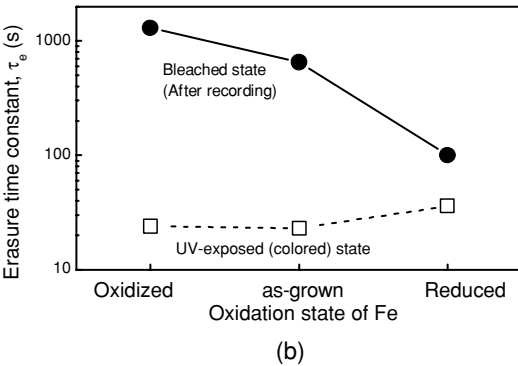 Erasure time constant, τe (s)
1000
100
10
Bleached state
(After recording)
UV-exposed (colored) state
Oxidized as-grown Reduced
Oxidation state of Fe
(b)